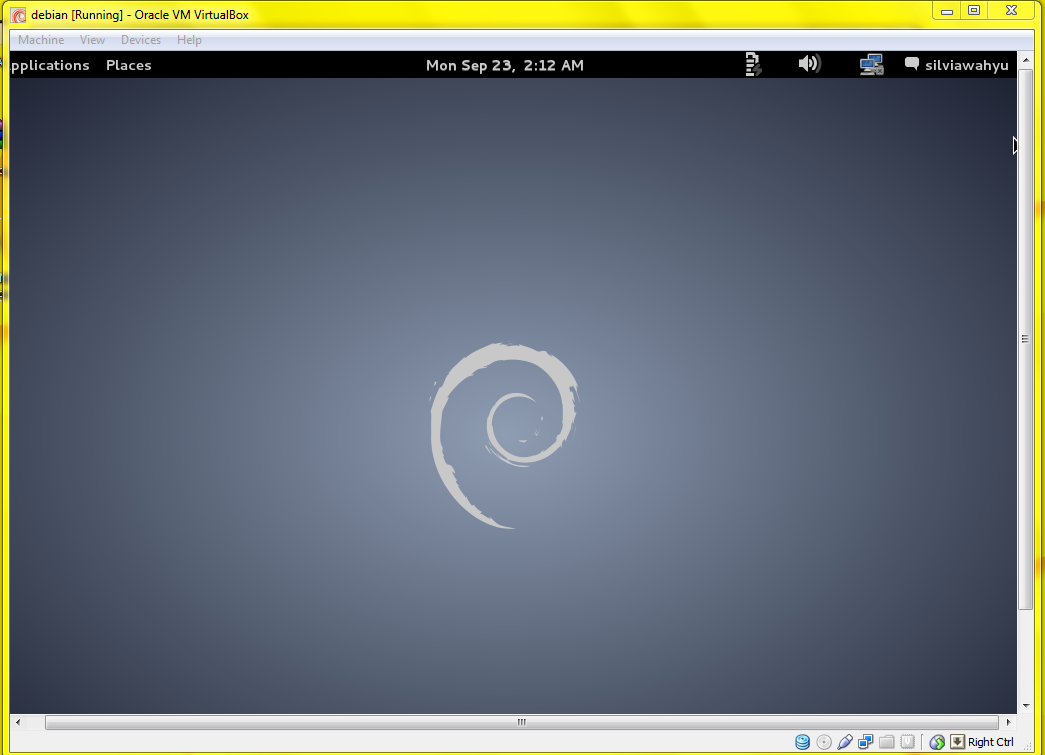 debian [Running] - Oracle VM VirtualBox
Machine View Devices Help
pplications Places Mon Sep 23, 2:12 AM silviawahyu
Right Ctrl